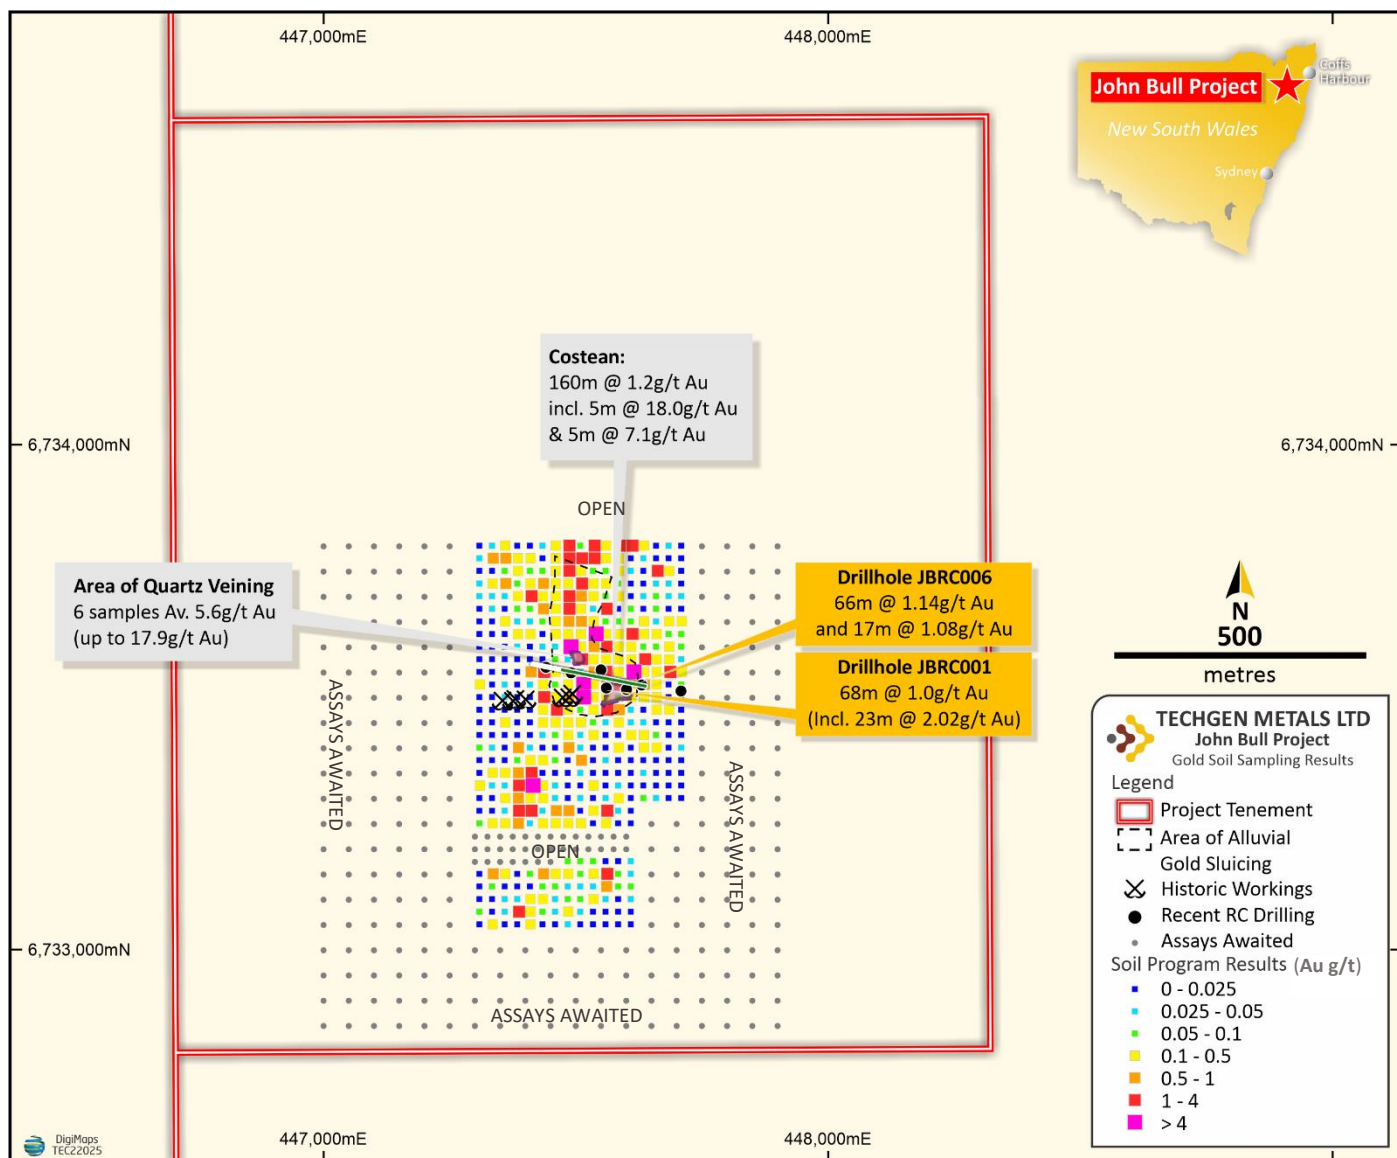 447,000mE
448,000mE
Coffs
Harbour
John Bull Project
New South Wales
Sydney
Costean:
160m @ 1.2g/t Au
incl. 5m @ 18.0g/t Au
& 5m @ 7.1g/t Au
6,734,000mN
6,734,000mN
OPEN
Area of Quartz Veining
6 samples Av. 5.6g/t Au
(up to 17.9g/t Au)
Drillhole JBRC006
66m @ 1.14g/t Au
and 17m @ 1.08g/t Au
Drillhole JBRC001
68m @ 1.0g/t Au
(Incl. 23m @ 2.02g/t Au)
N
500
metres
ASSAYS AWAITED
ASSAYS AWAITED
OPEN
6,733,000mN
ASSAYS AWAITED
TECHGEN METALS LTD
John Bull Project
Gold Soil Sampling Results
Legend
Project Tenement
Area of Alluvial
Gold Sluicing
Historic Workings
Recent RC Drilling
Assays Awaited
Soil Program Results (Au g/t)
0 - 0.025
0.025 - 0.05
0.05 - 0.1
0.1 - 0.5
0.5 - 1
1 - 4
> 4
DigiMaps
TEC22025
447,000mE
448,000mE